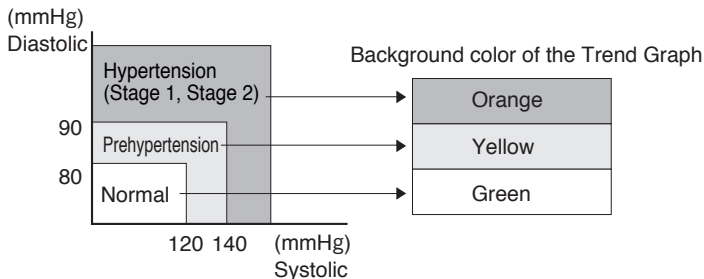 (mmHg)
Diastolic
Background color of the Trend Graph
Hypertension
(Stage 1, Stage 2)
Orange
90
Prehypertension
Yellow
80
Normal
Green
120 140 (mmHg)
Systolic